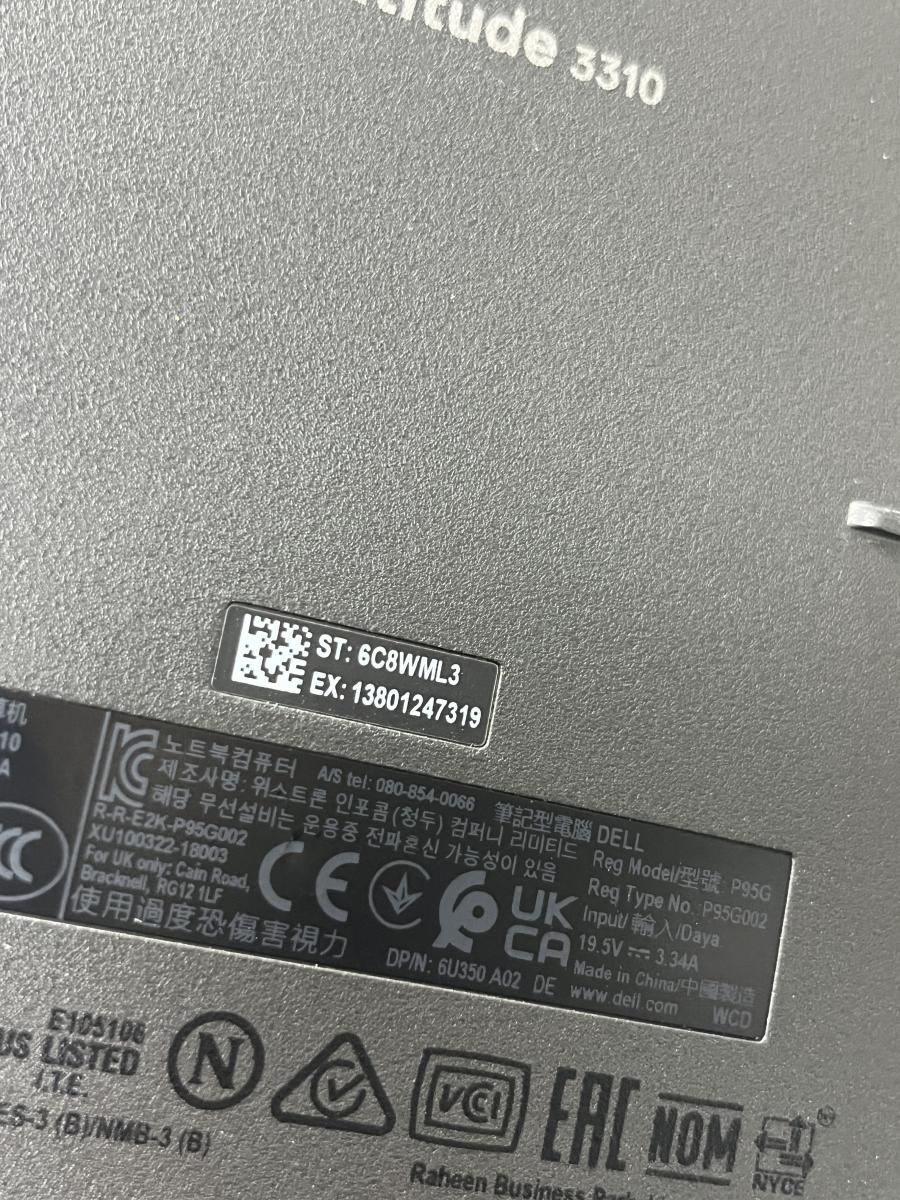 3310
ST: 6C8WML3
EX: 13801247319
10
A
노트북컴퓨터 A/S tel: 080-854-0066
제조사명: 위스트론 인포콤(청두) 컴퍼니 리미티드
해당 무선설비는 운용중 전파혼신 가능성이 있음
R-R-E2K-P95G002
XU100322-18003
For UK only: Cain Road,
Bracknell, RG12 1LF
使用過度恐傷害視力
CE
UK
CA
DP/N: 6U350 A02 DE
筆記型電腦 DELL
Reg Model/型號: P95G
Reg Type No.: P95G002
Input/ 輸入/Daya
19.5V ⎓ 3.34A
Made in China/中國製造
www.dell.com WCD
E105106
US LISTED
I.T.E.
ES-3 (B)/NMB-3 (B)
N
VCCI
EAC
NOM
NYCE
Raheen Business